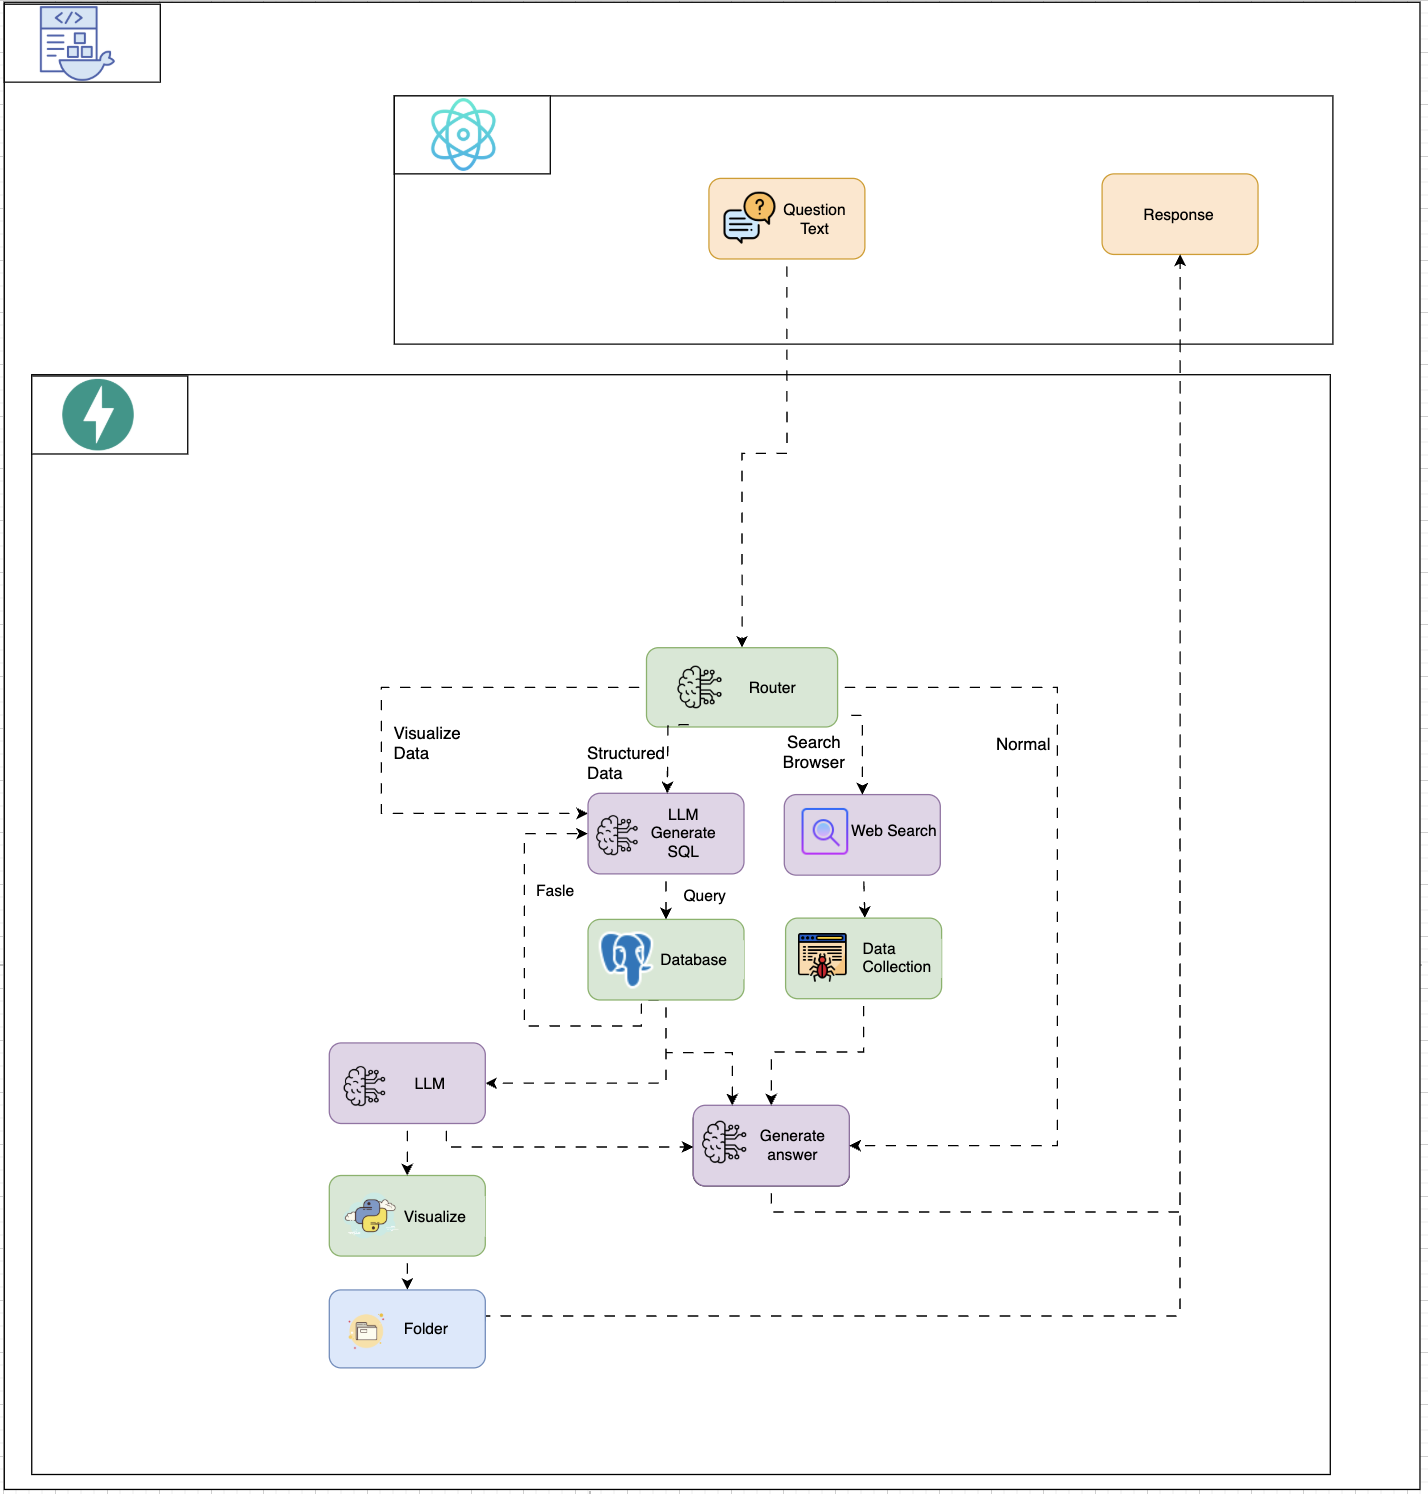 </>
?
Question
Text
Response
Router
Visualize
Data
Structured
Data
Search
Browser
Normal
LLM
Generate
SQL
Web Search
Fasle
Query
Database
Data
Collection
LLM
Generate
answer
Visualize
Folder